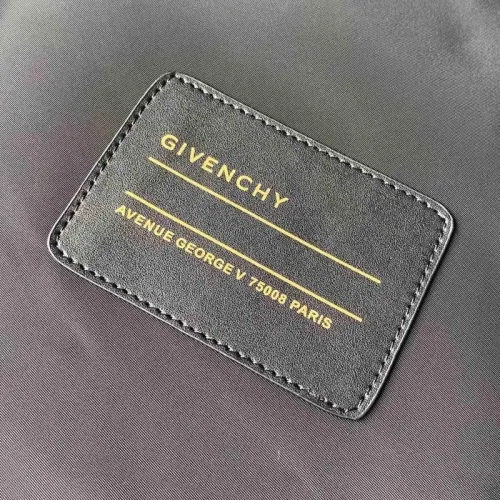 GIVENCHY
AVENUE GEORGE V 75008 PARIS